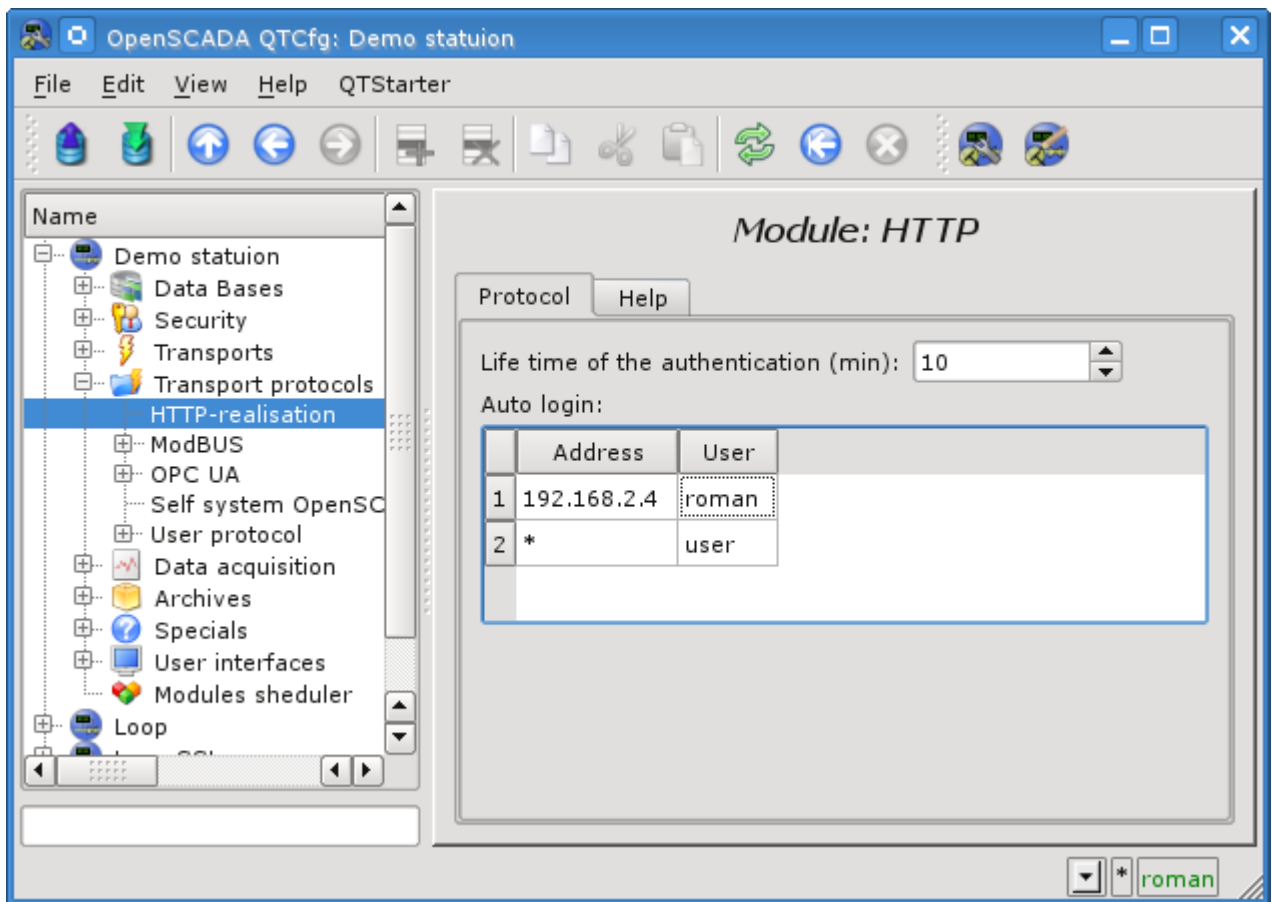 OpenSCADA QTCfg: Demo statuion
File Edit View Help QTStarter
Name
Demo statuion
Data Bases
Security
Transports
Transport protocols
HTTP-realisation
ModBUS
OPC UA
Self system OpenSC
User protocol
Data acquisition
Archives
Specials
User interfaces
Modules sheduler
Loop
Module: HTTP
Protocol Help
Life time of the authentication (min): 10
Auto login:
Address User
1 192.168.2.4 roman
2 * user
* roman